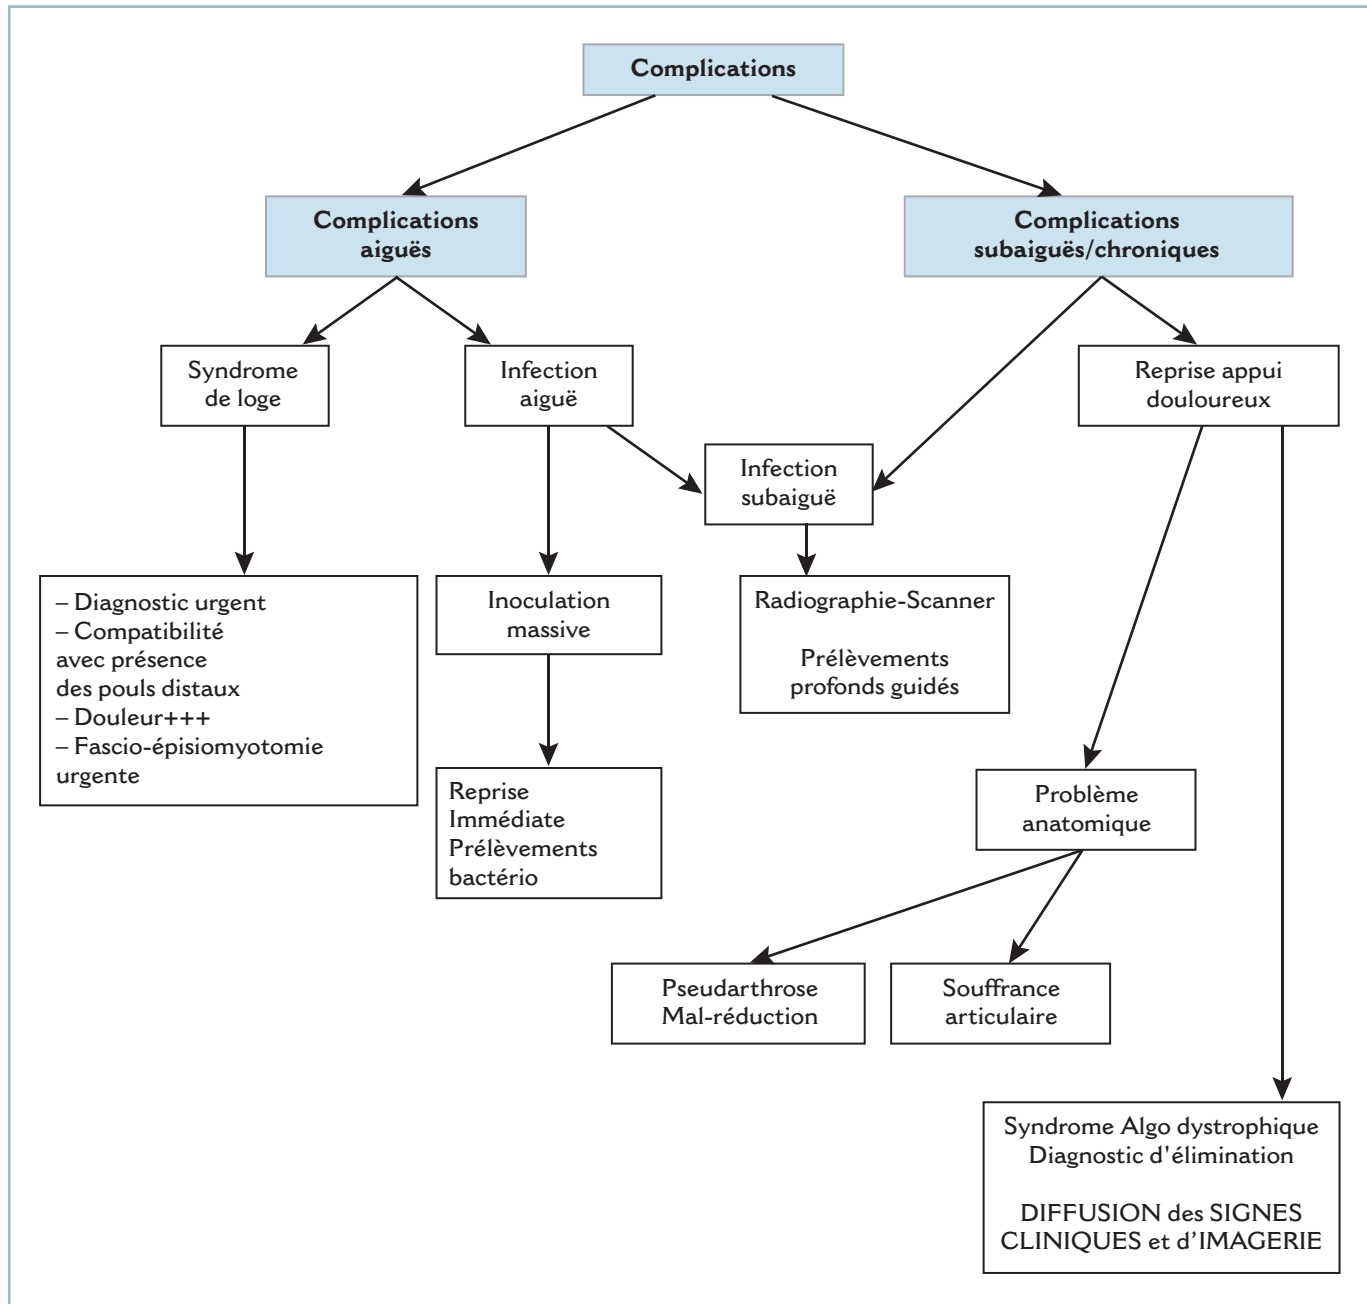 Complications
Complications
aiguës
Complications
subaiguës/chroniques
Syndrome
de loge
Infection
aiguë
Reprise appui
douloureux
Infection
subaiguë
– Diagnostic urgent
– Compatibilité
avec présence
des pouls distaux
– Douleur+++
– Fascio-épisiomyotomie
urgente
Inoculation
massive
Radiographie-Scanner
Prélèvements
profonds guidés
Reprise
Immédiate
Prélèvements
bactério
Problème
anatomique
Pseudarthrose
Mal-réduction
Souffrance
articulaire
Syndrome Algo dystrophique
Diagnostic d'élimination
DIFFUSION des SIGNES
CLINIQUES et d’IMAGERIE